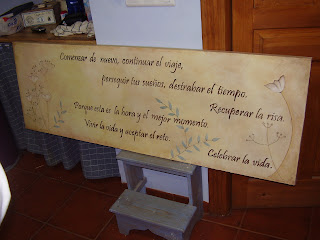 Comenzar de nuevo, continuar el viaje,
perseguir tus sueños, destrabar el tiempo.
Recuperar la risa.
Porque esta es la hora y el mejor momento.
Vivir la vida y aceptar el reto.
Celebrar la vida.